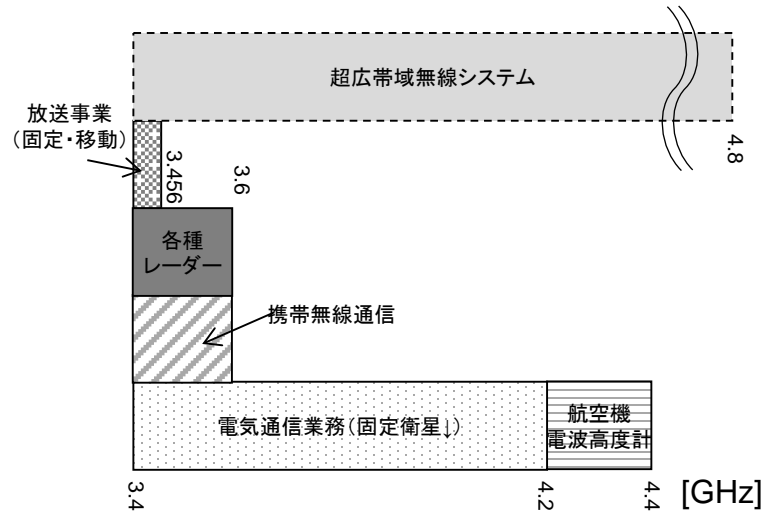 超広帯域無線システム
放送事業
(固定・移動)
4.8
3.456
3.6
各種
レーダー
携帯無線通信
電気通信業務(固定衛星↓)
航空機
電波高度計
3.4
4.2
4.4
[GHz]